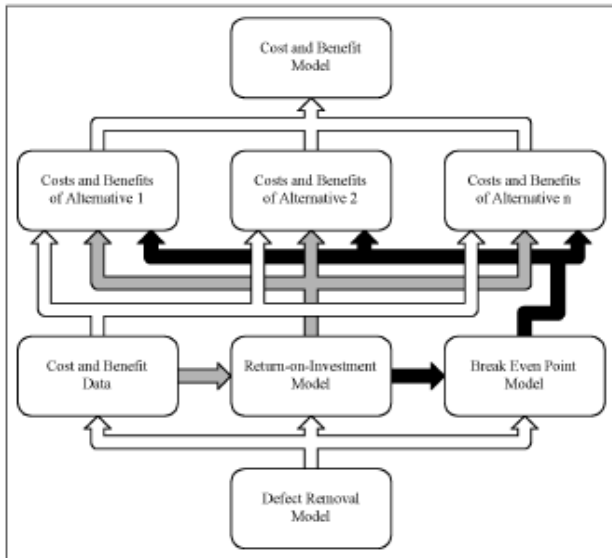 Cost and Benefit
Model
Costs and Benefits
of Alternative 1
Costs and Benefits
of Alternative 2
Costs and Benefits
of Alternative n
Cost and Benefit
Data
Return-on-Investment
Model
Break Even Point
Model
Defect Removal
Model